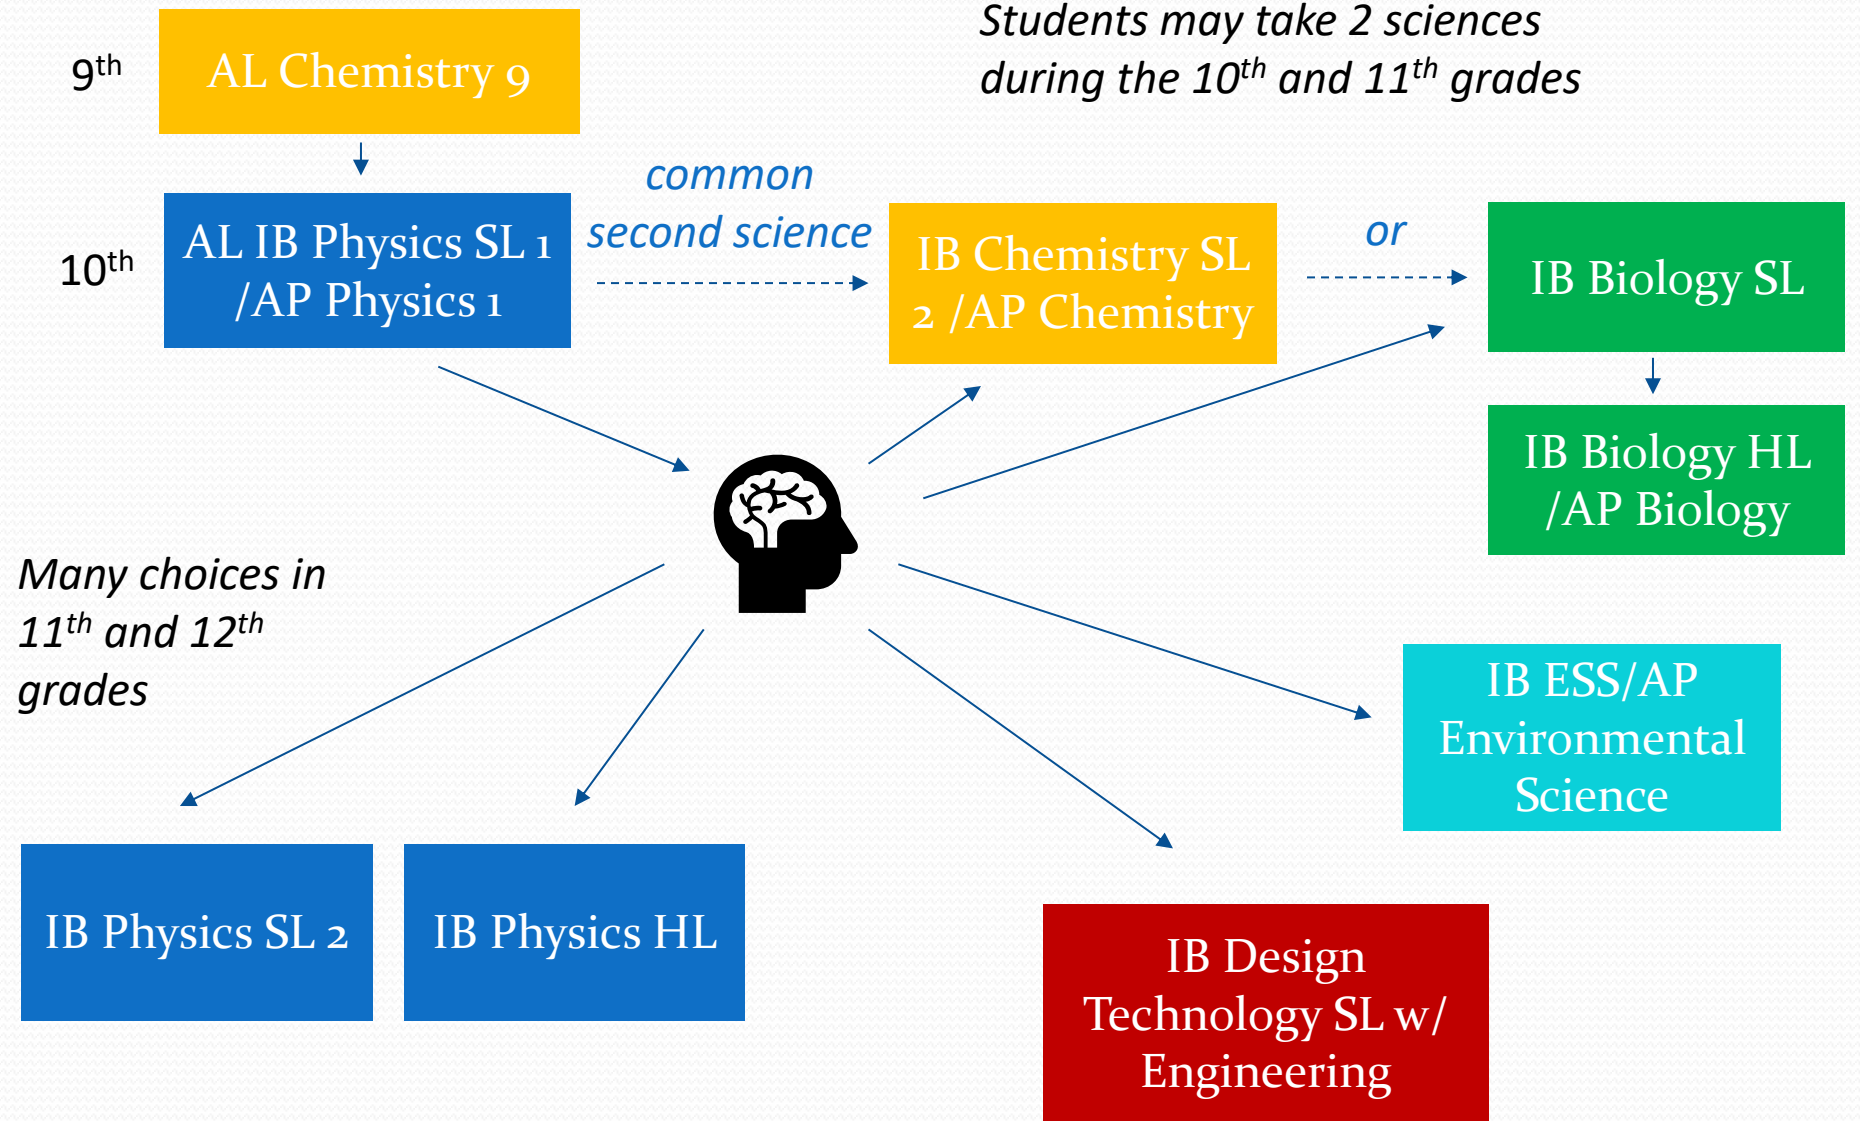 Students may take 2 sciences
during the 10th and 11th grades
9th
AL Chemistry 9
common
second science
10th
AL IB Physics SL 1
/AP Physics 1
IB Chemistry SL
2 /AP Chemistry
or
IB Biology SL
IB Biology HL
/AP Biology
Many choices in
11th and 12th
grades
IB ESS/AP
Environmental
Science
IB Physics SL 2
IB Physics HL
IB Design
Technology SL w/
Engineering